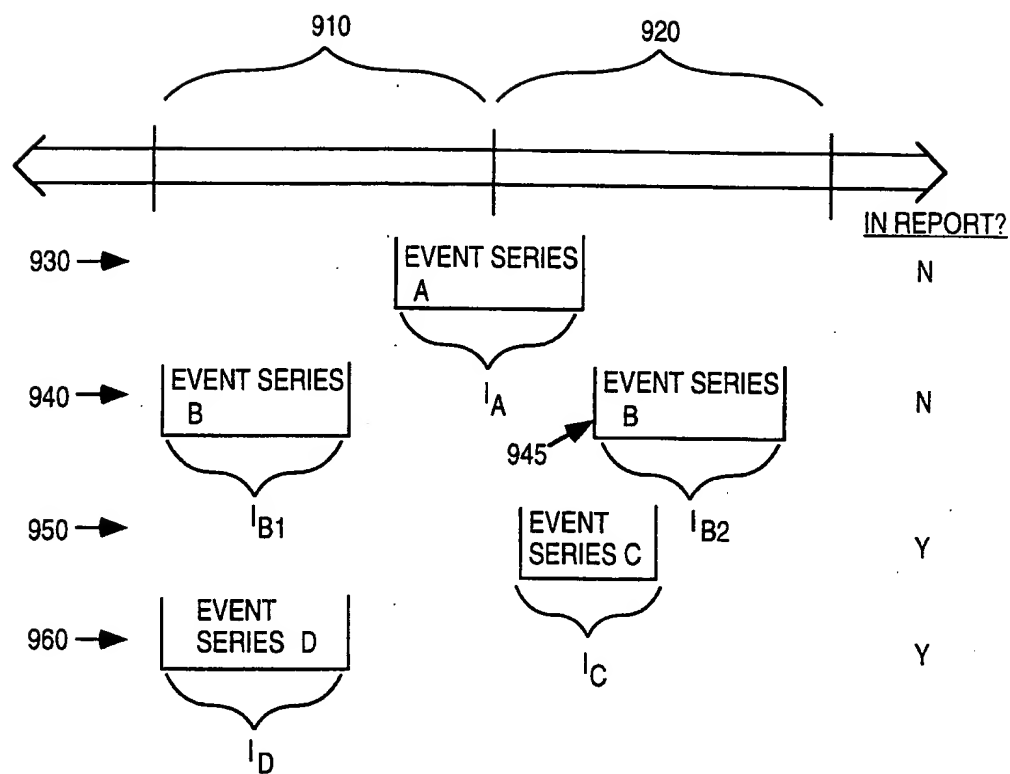 910
920
IN REPORT?
930
EVENT SERIES
A
N
I_A
940
EVENT SERIES
B
EVENT SERIES
B
N
945
I_B1
I_B2
950
EVENT
SERIES C
Y
I_C
960
EVENT
SERIES D
Y
I_D